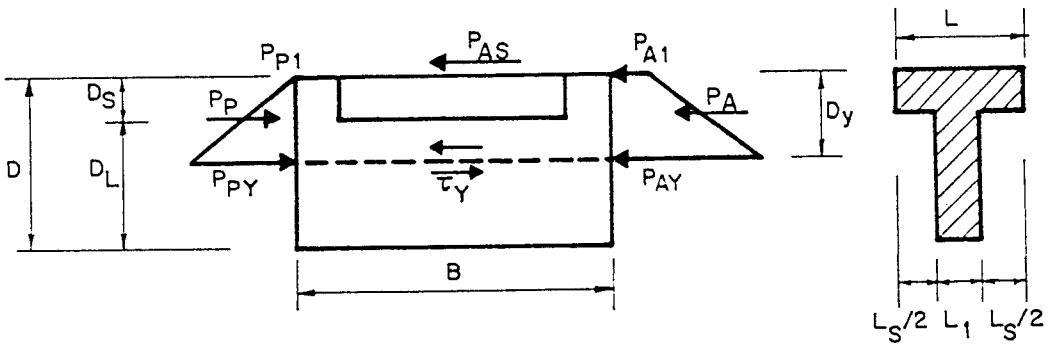 P_P1
P_AS
P_A1
L
D_S
P_P
P_A
D_y
D
D_L
P_PY
τ_Y
P_AY
B
L_S/2
L_1
L_S/2